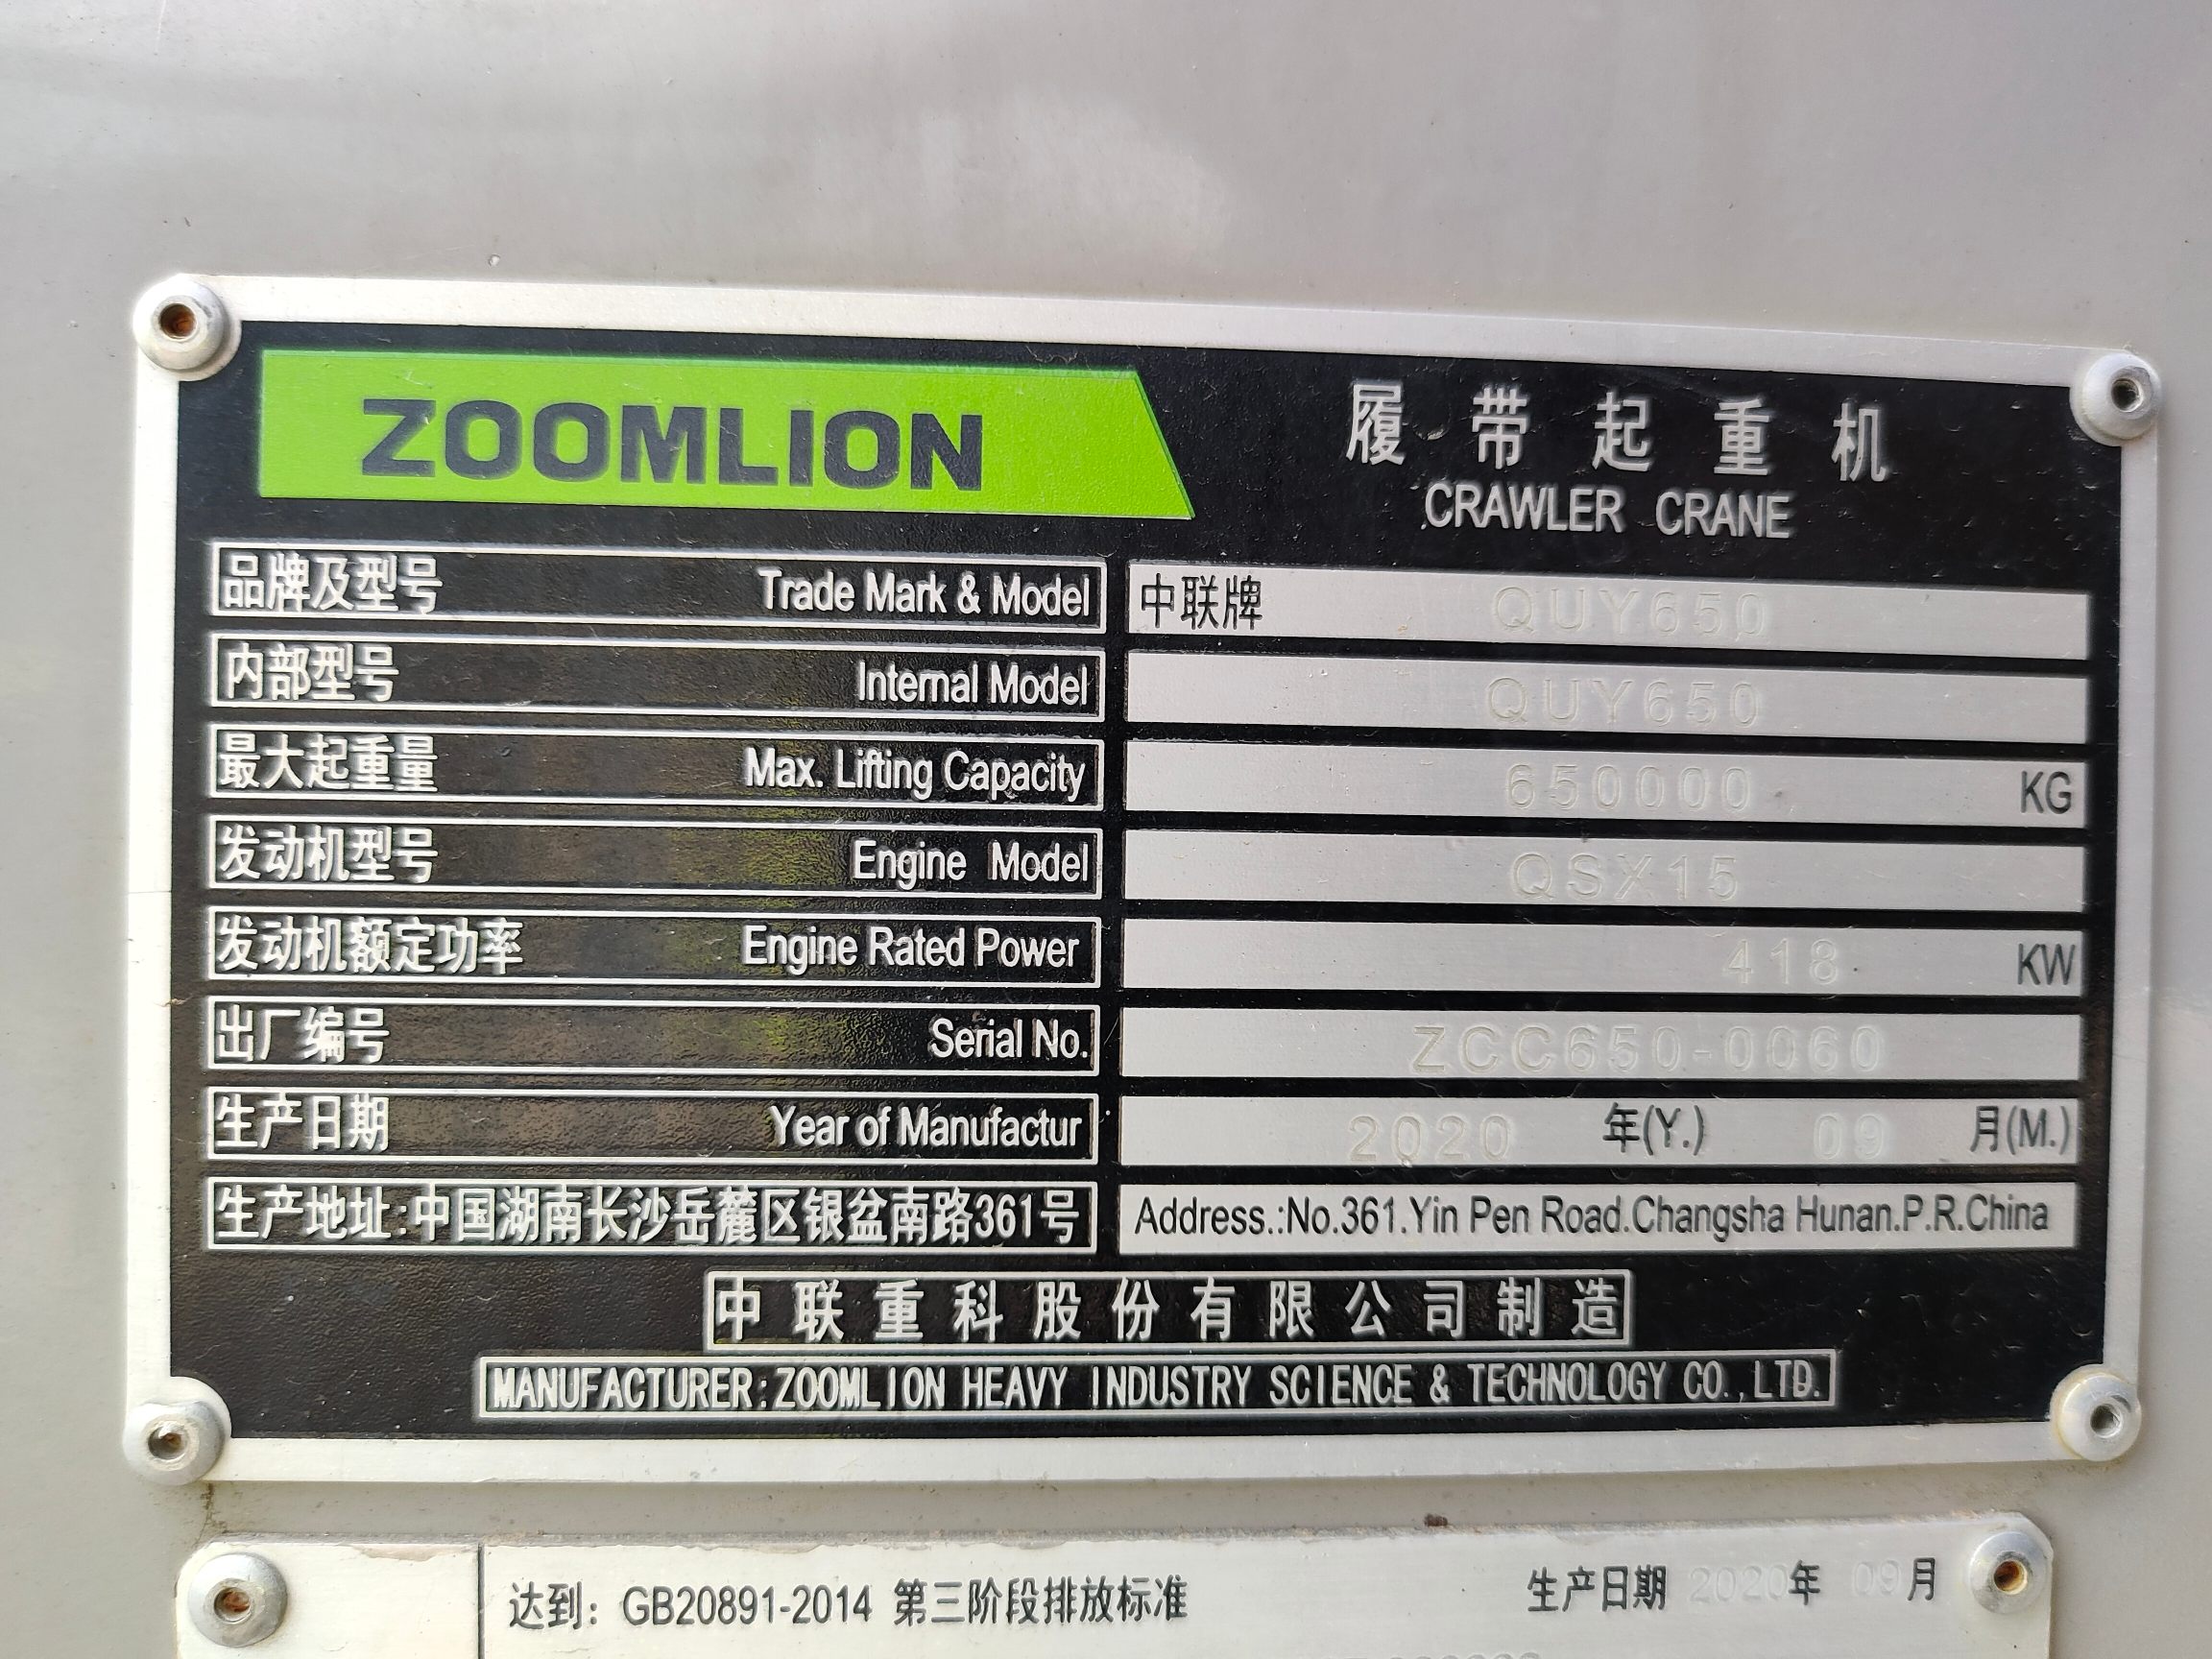 ZOOMLION
履带起重机
CRAWLER CRANE
品牌及型号 Trade Mark & Model 中联牌 QUY650
内部型号 Internal Model QUY650
最大起重量 Max. Lifting Capacity 650000 KG
发动机型号 Engine Model QSX15
发动机额定功率 Engine Rated Power 418 KW
出厂编号 Serial No. ZCC650-0060
生产日期 Year of Manufactur 2020 年(Y.) 09 月(M.)
生产地址:中国湖南长沙岳麓区银盆南路361号 Address.:No.361.Yin Pen Road.Changsha Hunan.P.R.China
中联重科股份有限公司制造
MANUFACTURER:ZOOMLION HEAVY INDUSTRY SCIENCE & TECHNOLOGY CO.,LTD.
达到: GB20891-2014 第三阶段排放标准 生产日期 2020年 09月